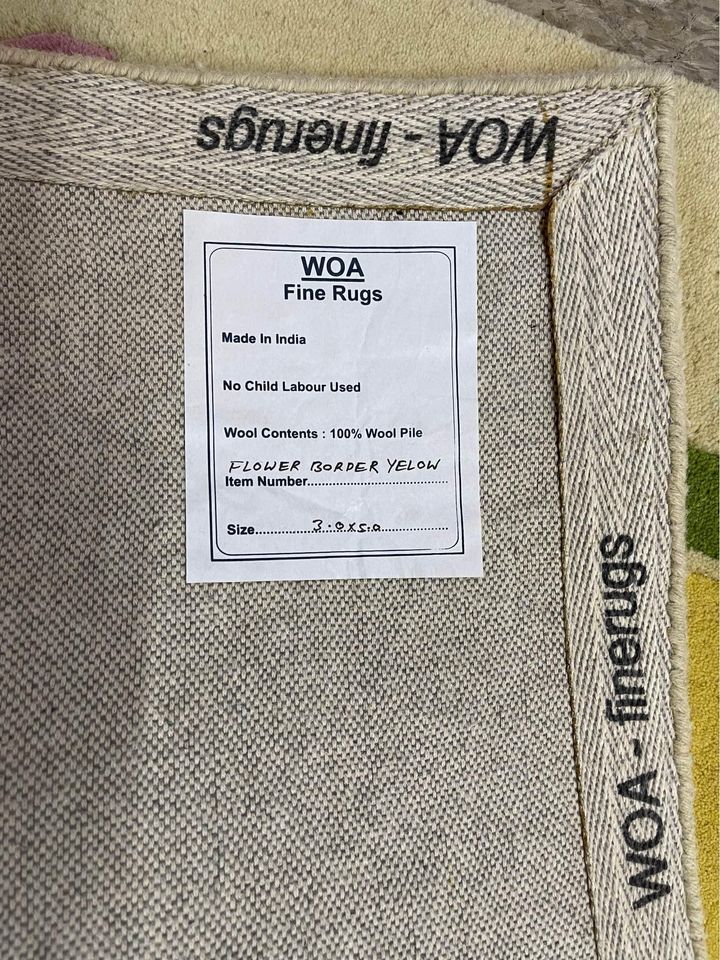 WOA - finerugs
WOA
Fine Rugs
Made In India
No Child Labour Used
Wool Contents : 100% Wool Pile
FLOWER BORDER YELOW
Item Number..................................
Size.............3.0x5.0...............
WOA - finerugs